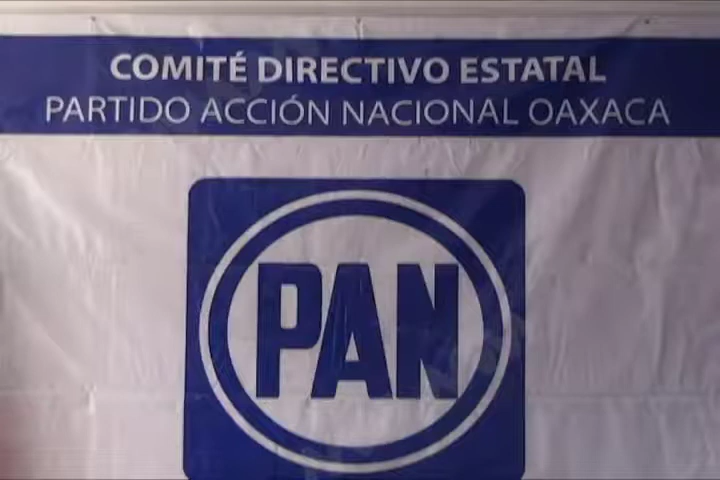 COMITÉ DIRECTIVO ESTATAL
PARTIDO ACCIÓN NACIONAL OAXACA
PAN